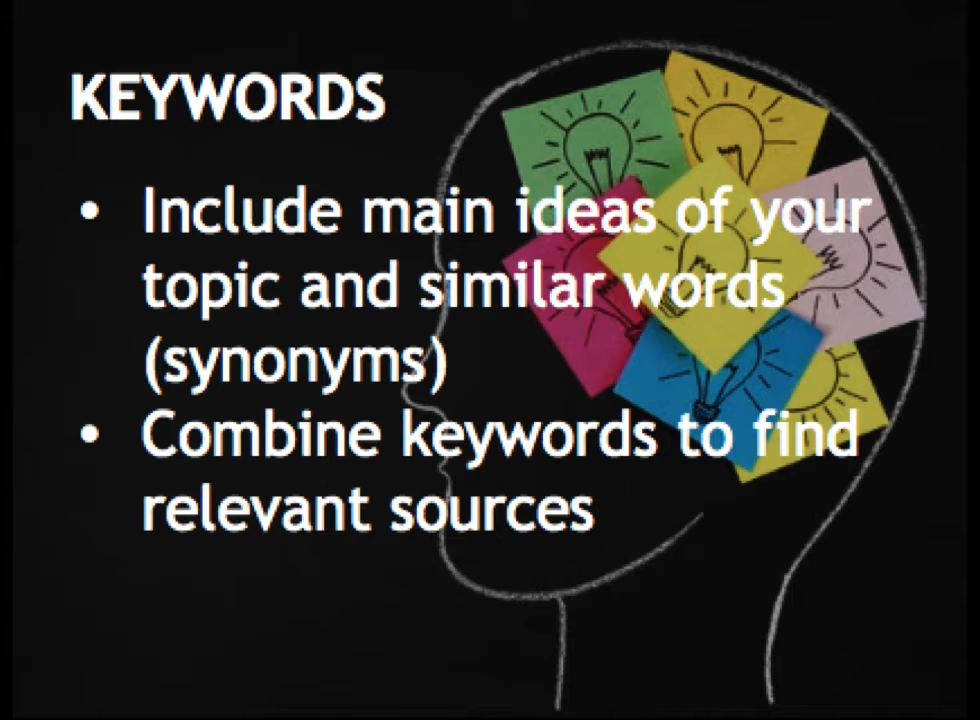 KEYWORDS
• Include main ideas of your
topic and similar words
(synonyms)
• Combine keywords to find
relevant sources